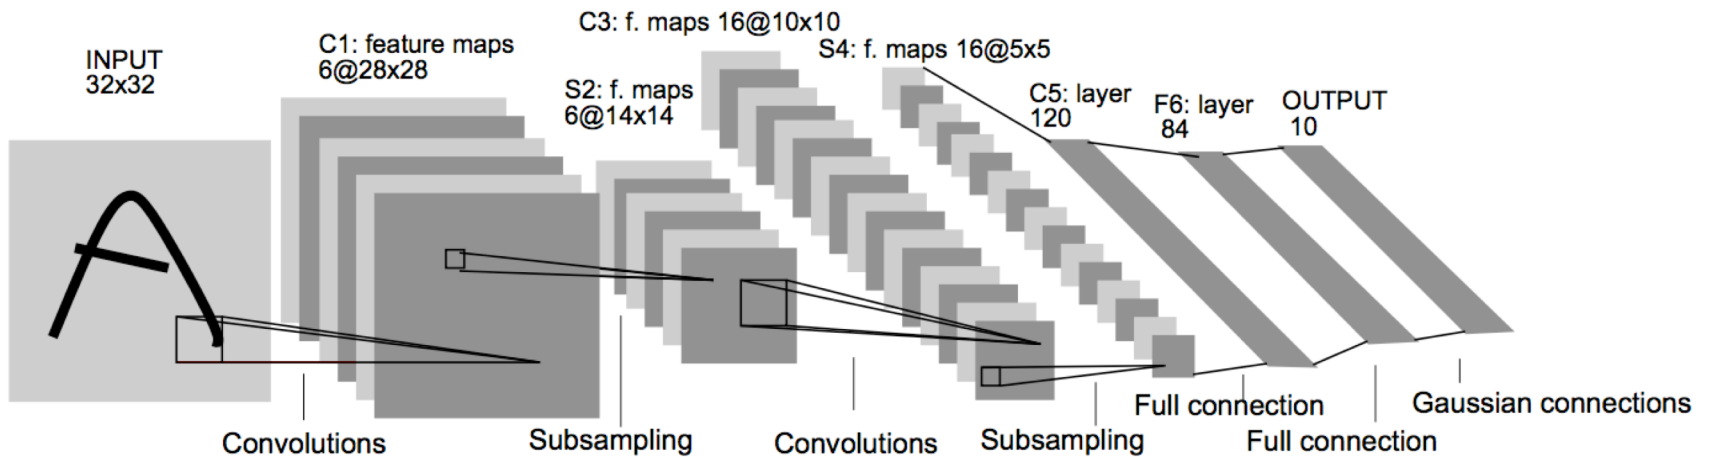 INPUT
32x32
C1: feature maps
6@28x28
S2: f. maps
6@14x14
C3: f. maps 16@10x10
S4: f. maps 16@5x5
C5: layer
120
F6: layer
84
OUTPUT
10
Convolutions
Subsampling
Convolutions
Subsampling
Full connection
Full connection
Gaussian connections